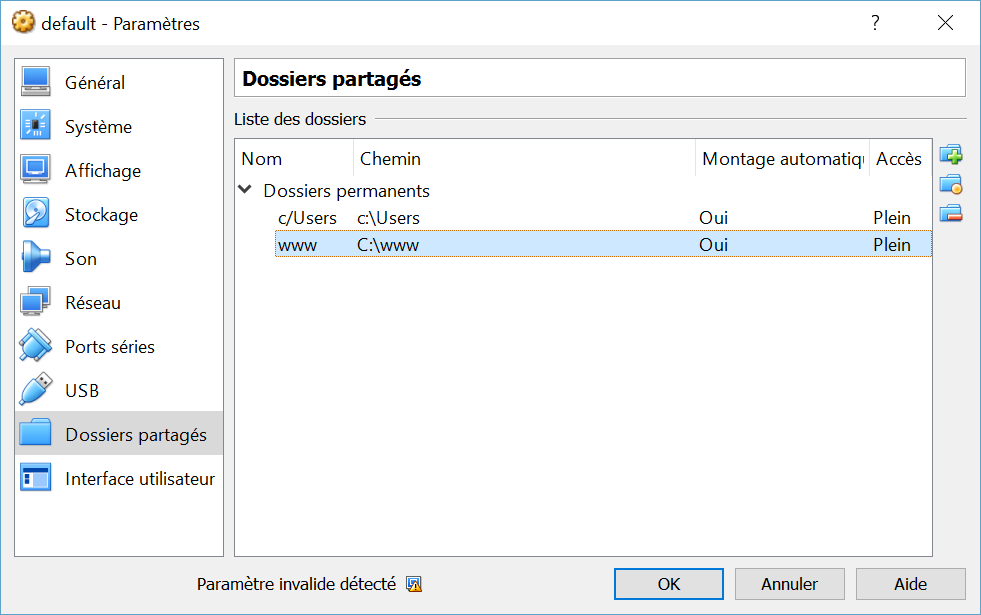 default - Paramètres
?
Général
Système
Affichage
Stockage
Son
Réseau
Ports séries
USB
Dossiers partagés
Interface utilisateur
Dossiers partagés
Liste des dossiers
Nom Chemin Montage automatiqu Accès
Dossiers permanents
c/Users c:\Users Oui Plein
www C:\www Oui Plein
Paramètre invalide détecté
OK Annuler Aide